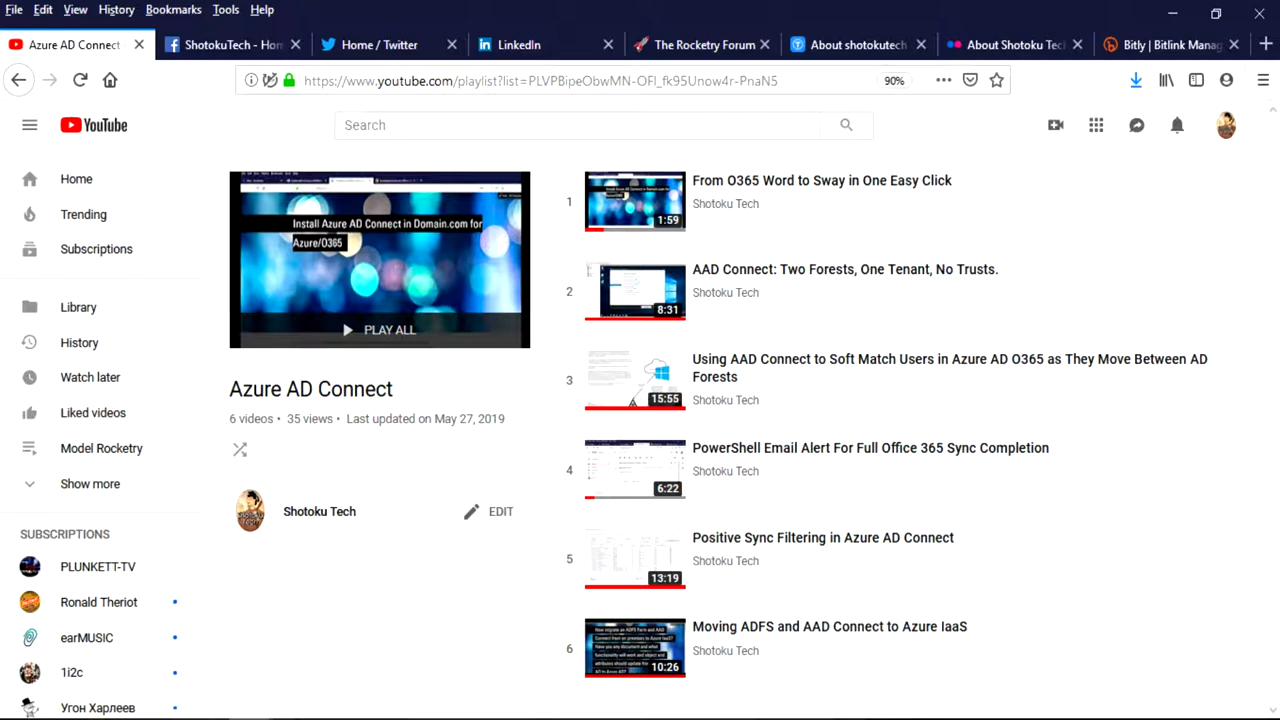 File Edit View History Bookmarks Tools Help
Azure AD Connect
ShotokuTech - Hom
Home / Twitter
LinkedIn
The Rocketry Forum
About shotokutech
About Shotoku Tec
Bitly | Bitlink Mana
https://www.youtube.com/playlist?list=PLVPBipeObwMN-OFl_fk95Unow4r-PnaN5
90%
YouTube
Search
Home
Trending
Subscriptions
Library
History
Watch later
Liked videos
Model Rocketry
Show more
SUBSCRIPTIONS
PLUNKETT-TV
Ronald Theriot
earMUSIC
1i2c
Угон Харлеев
Install Azure AD Connect in Domain.com for
Azure/O365
PLAY ALL
Azure AD Connect
6 videos • 35 views • Last updated on May 27, 2019
Shotoku Tech
EDIT
1
1:59
From O365 Word to Sway in One Easy Click
Shotoku Tech
2
8:31
AAD Connect: Two Forests, One Tenant, No Trusts.
Shotoku Tech
3
15:55
Using AAD Connect to Soft Match Users in Azure AD O365 as They Move Between AD
Forests
Shotoku Tech
4
6:22
PowerShell Email Alert For Full Office 365 Sync Completion
Shotoku Tech
5
13:19
Positive Sync Filtering in Azure AD Connect
Shotoku Tech
6
10:26
Moving ADFS and AAD Connect to Azure IaaS
Shotoku Tech